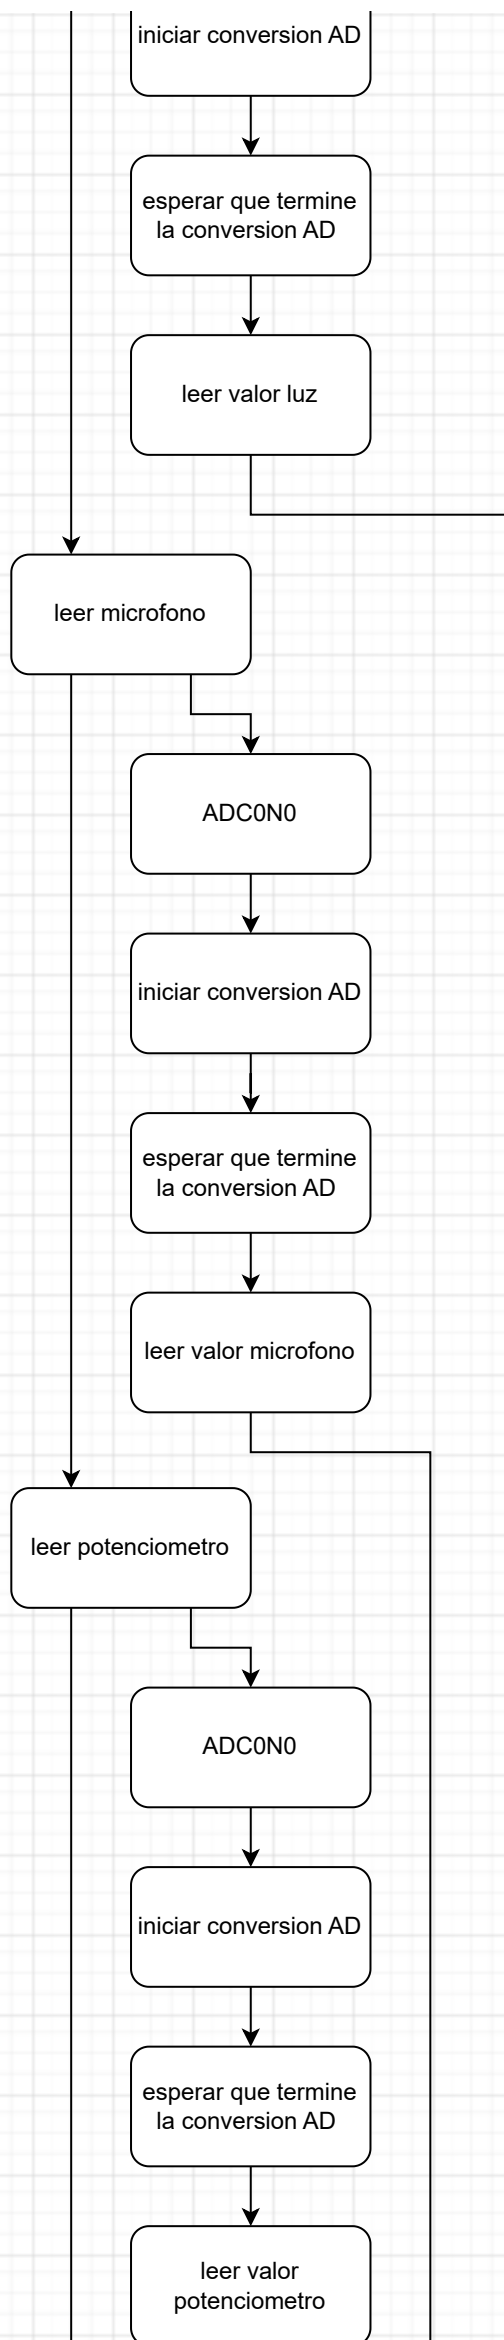 iniciar conversion AD
esperar que termine
la conversion AD
leer valor luz
leer microfono
ADC0N0
iniciar conversion AD
esperar que termine
la conversion AD
leer valor microfono
leer potenciometro
ADC0N0
iniciar conversion AD
esperar que termine
la conversion AD
leer valor
potenciometro